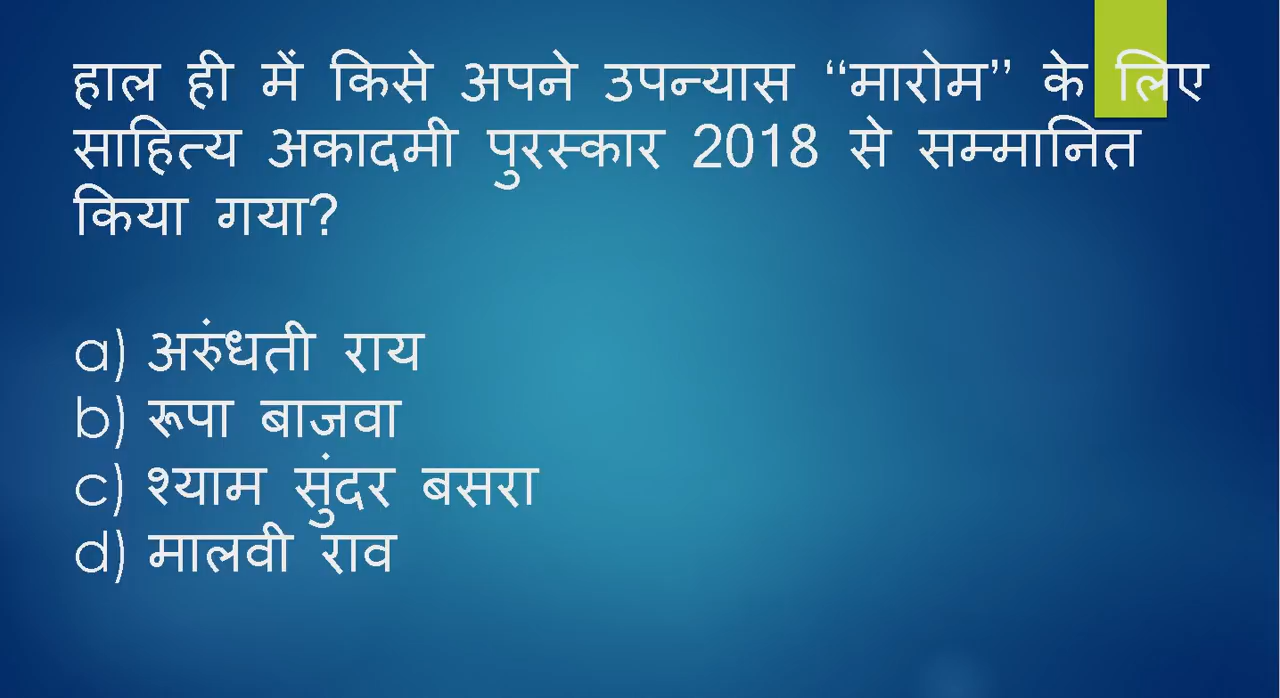 हाल ही में किसे अपने उपन्यास “मारोम” के लिए
साहित्य अकादमी पुरस्कार 2018 से सम्मानित
किया गया?
a) अरुंधती राय
b) रूपा बाजवा
c) श्याम सुंदर बसरा
d) मालवी राव